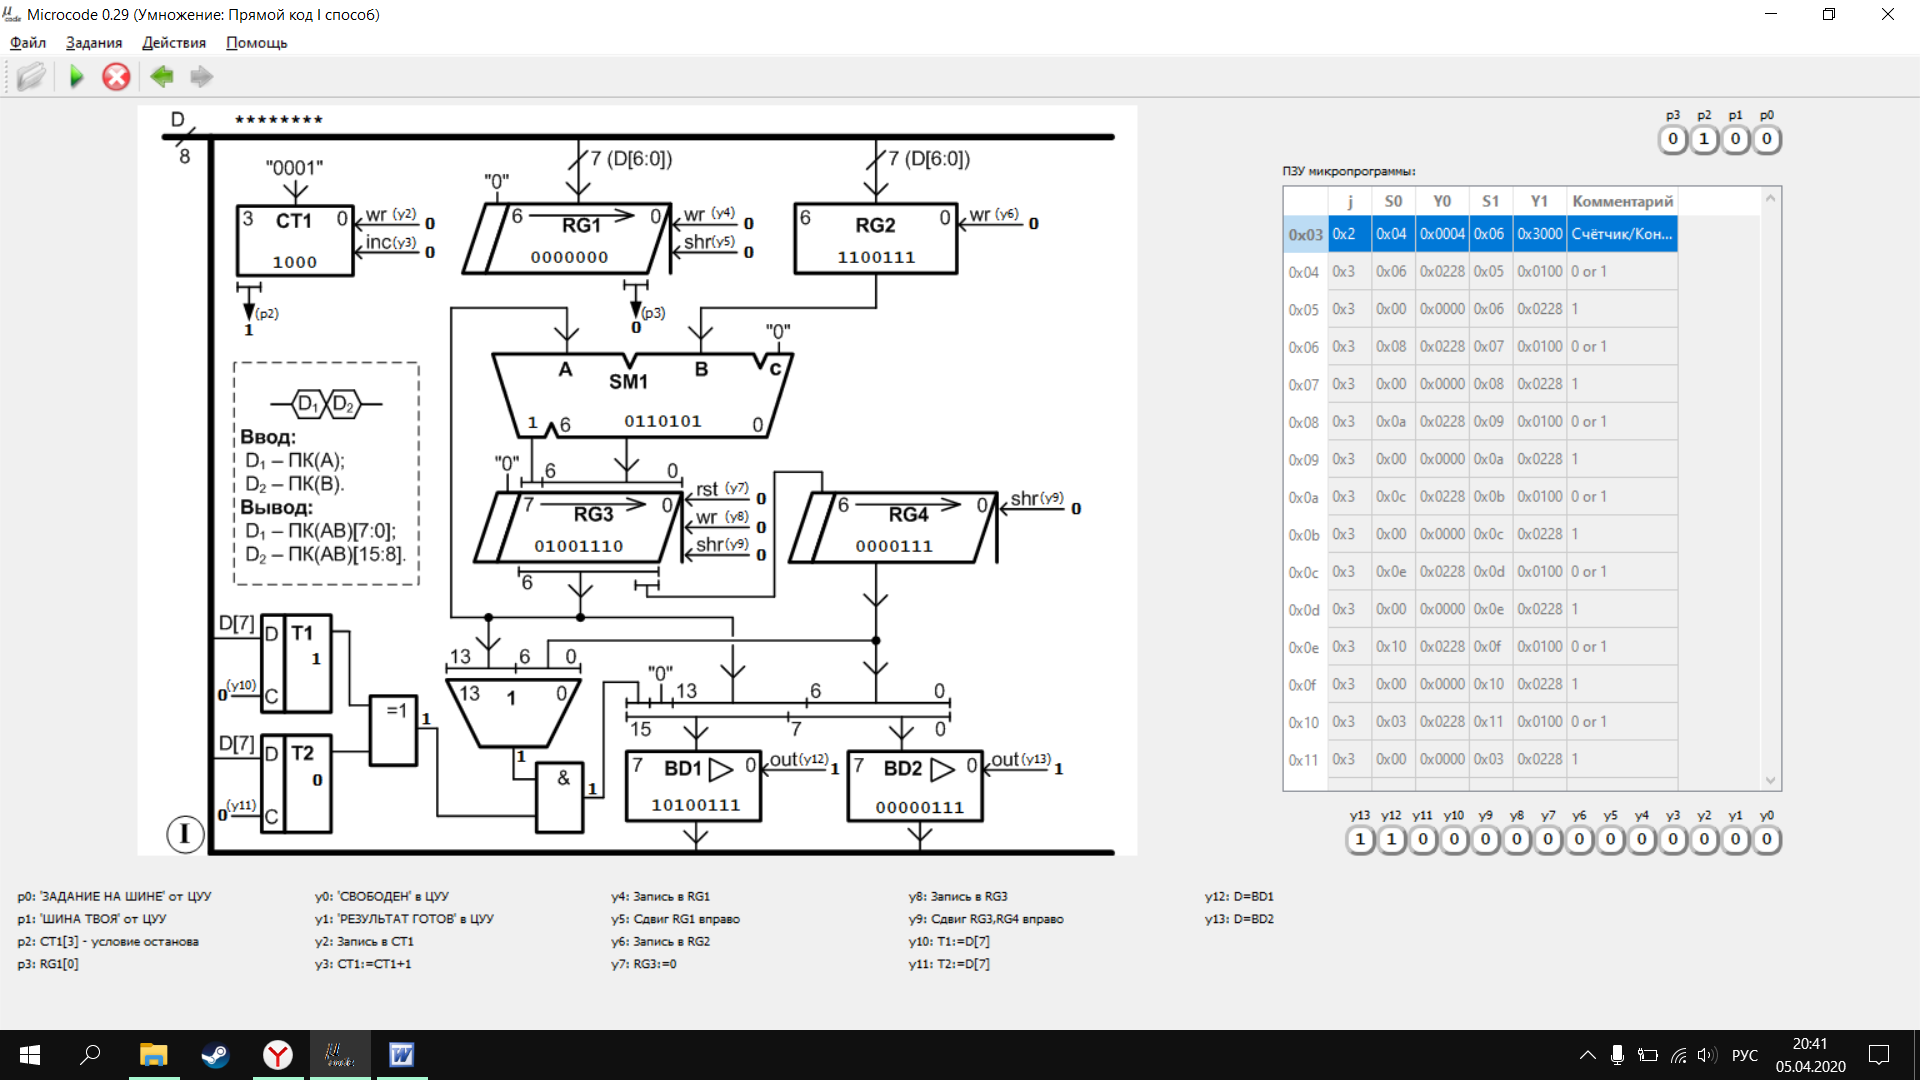 Microcode 0.29 (Умножение: Прямой код I способ)
Файл Задания Действия Помощь
D ********
8
"0001"
3 CT1 0
1000
wr (y2) 0
inc(y3) 0
(p2)
1
"0"
7 (D[6:0])
6 RG1 0
0000000
wr (y4) 0
shr(y5) 0
(p3)
0
7 (D[6:0])
6 RG2 0
1100111
wr (y6) 0
"0"
A B C
SM1
1 6 0110101 0
D1 D2
Ввод:
D1 – ПК(A);
D2 – ПК(B).
Вывод:
D1 – ПК(AB)[7:0];
D2 – ПК(AB)[15:8].
"0" 6 0
7 RG3 0
01001110
rst (y7) 0
wr (y8) 0
shr(y9) 0
6
6 RG4 0
0000111
shr(y9) 0
D[7] D T1
1
0 (y10) C
D[7] D T2
0
0 (y11) C
=1 1
13 6 0
13 1 0
1
& 1
"0" 13 6 0
15 7 0
7 BD1 0
10100111
out(y12) 1
7 BD2 0
00000111
out(y13) 1
I
p3 p2 p1 p0
0 1 0 0
ПЗУ микропрограммы:
j S0 Y0 S1 Y1 Комментарий
0x03 0x2 0x04 0x0004 0x06 0x3000 Счётчик/Кон...
0x04 0x3 0x06 0x0228 0x05 0x0100 0 or 1
0x05 0x3 0x00 0x0000 0x06 0x0228 1
0x06 0x3 0x08 0x0228 0x07 0x0100 0 or 1
0x07 0x3 0x00 0x0000 0x08 0x0228 1
0x08 0x3 0x0a 0x0228 0x09 0x0100 0 or 1
0x09 0x3 0x00 0x0000 0x0a 0x0228 1
0x0a 0x3 0x0c 0x0228 0x0b 0x0100 0 or 1
0x0b 0x3 0x00 0x0000 0x0c 0x0228 1
0x0c 0x3 0x0e 0x0228 0x0d 0x0100 0 or 1
0x0d 0x3 0x00 0x0000 0x0e 0x0228 1
0x0e 0x3 0x10 0x0228 0x0f 0x0100 0 or 1
0x0f 0x3 0x00 0x0000 0x10 0x0228 1
0x10 0x3 0x03 0x0228 0x11 0x0100 0 or 1
0x11 0x3 0x00 0x0000 0x03 0x0228 1
y13 y12 y11 y10 y9 y8 y7 y6 y5 y4 y3 y2 y1 y0
1 1 0 0 0 0 0 0 0 0 0 0 0 0
p0: 'ЗАДАНИЕ НА ШИНЕ' от ЦУУ
p1: 'ШИНА ТВОЯ' от ЦУУ
p2: CT1[3] - условие останова
p3: RG1[0]
y0: 'СВОБОДЕН' в ЦУУ
y1: 'РЕЗУЛЬТАТ ГОТОВ' в ЦУУ
y2: Запись в CT1
y3: CT1:=CT1+1
y4: Запись в RG1
y5: Сдвиг RG1 вправо
y6: Запись в RG2
y7: RG3:=0
y8: Запись в RG3
y9: Сдвиг RG3,RG4 вправо
y10: T1:=D[7]
y11: T2:=D[7]
y12: D=BD1
y13: D=BD2
РУС
20:41
05.04.2020